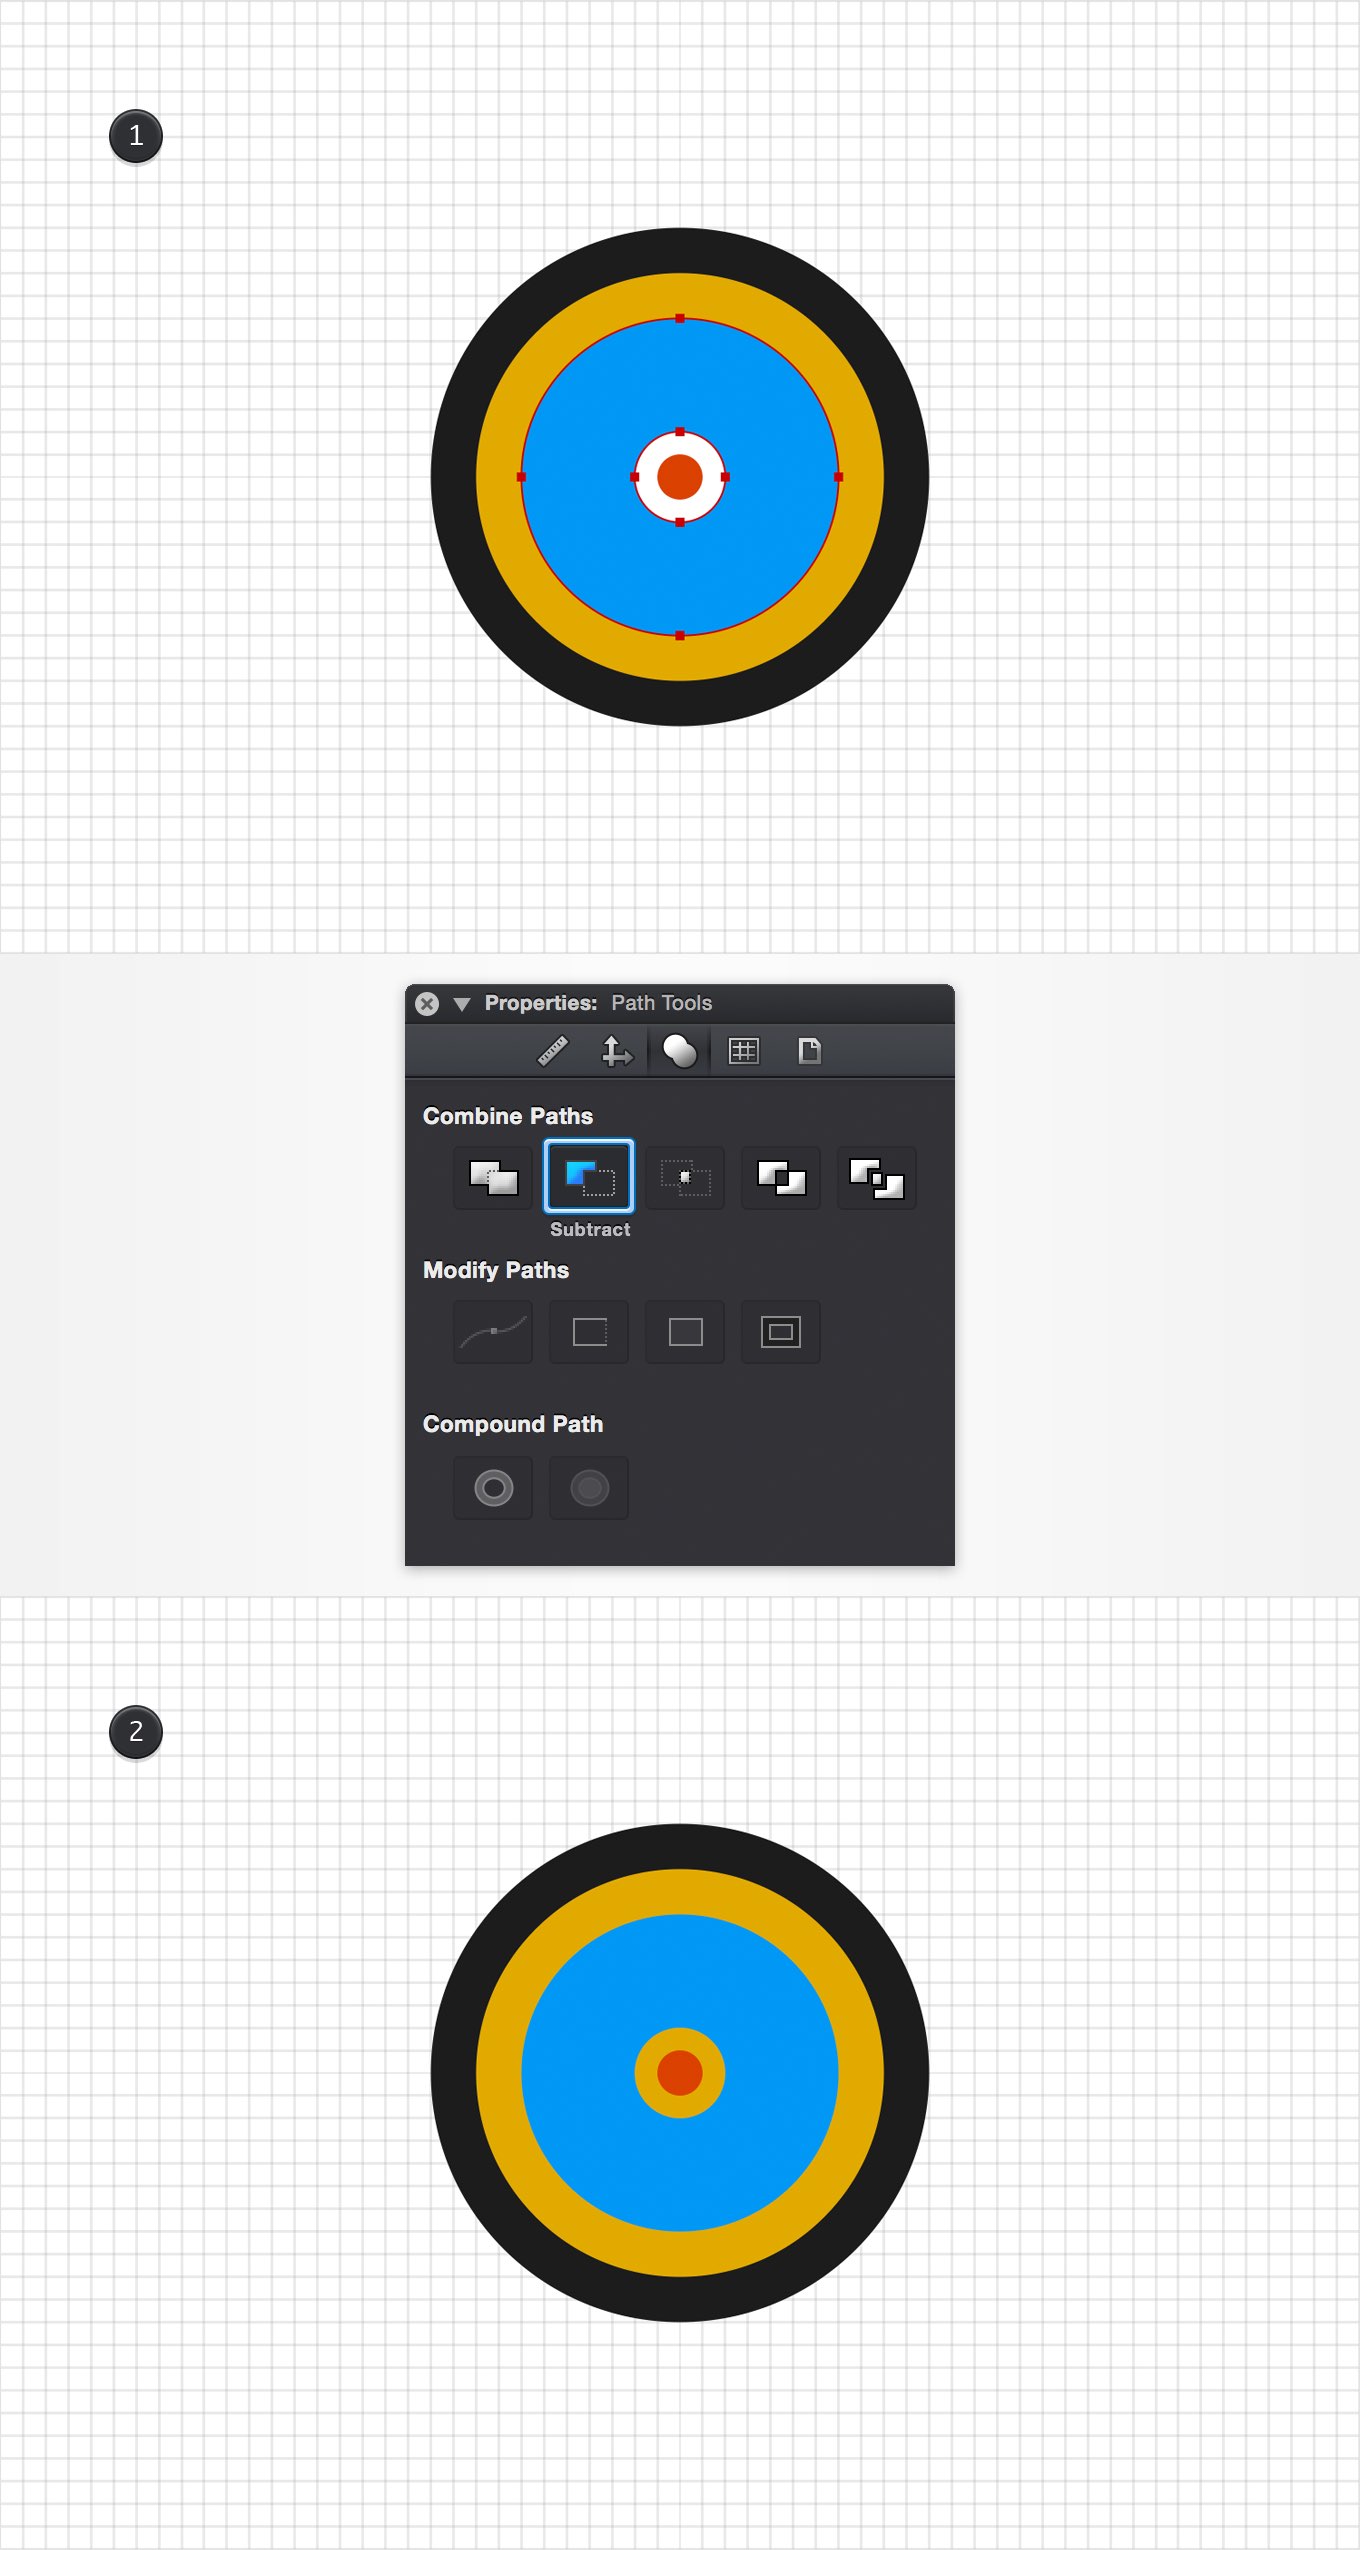 1
Properties: Path Tools
Combine Paths
Subtract
Modify Paths
Compound Path
2